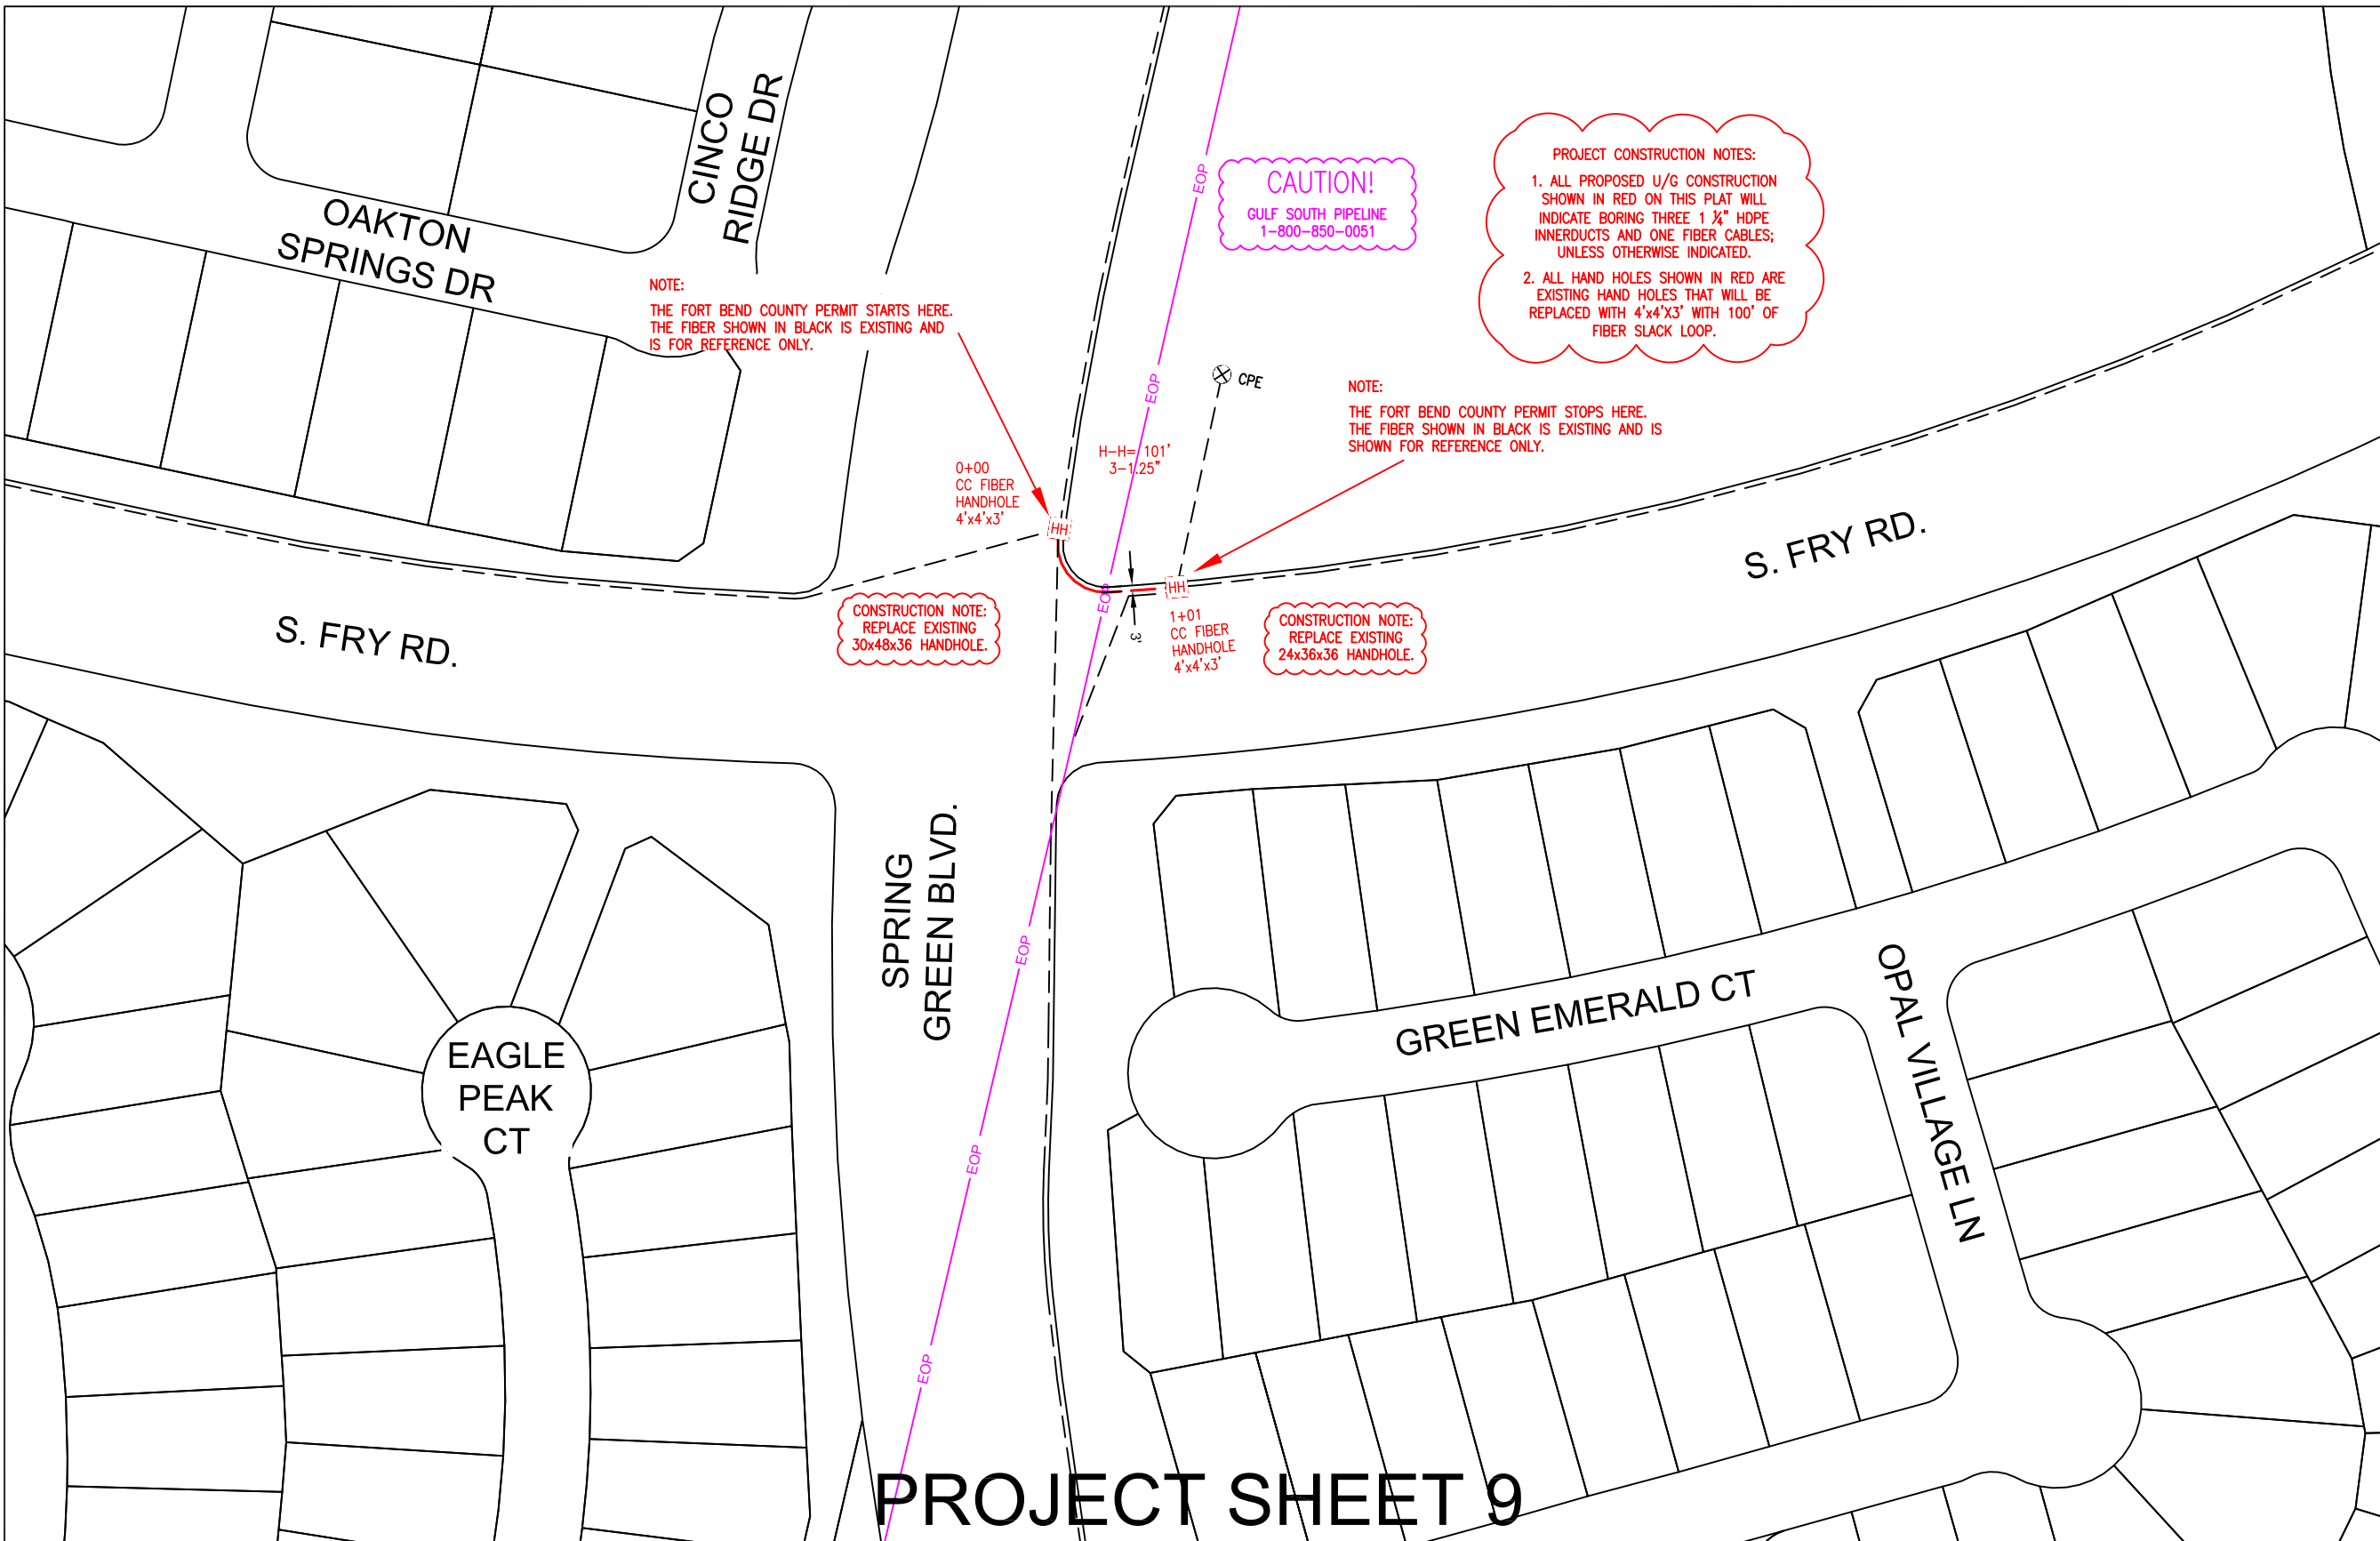 CINCO
RIDGE DR
OAKTON
SPRINGS DR
EOP
CAUTION!
GULF SOUTH PIPELINE
1-800-850-0051
PROJECT CONSTRUCTION NOTES:
1. ALL PROPOSED U/G CONSTRUCTION
SHOWN IN RED ON THIS PLAT WILL
INDICATE BORING THREE 1 ¼" HDPE
INNERDUCTS AND ONE FIBER CABLES;
UNLESS OTHERWISE INDICATED.
2. ALL HAND HOLES SHOWN IN RED ARE
EXISTING HAND HOLES THAT WILL BE
REPLACED WITH 4'x4'X3' WITH 100' OF
FIBER SLACK LOOP.
NOTE:
THE FORT BEND COUNTY PERMIT STARTS HERE.
THE FIBER SHOWN IN BLACK IS EXISTING AND
IS FOR REFERENCE ONLY.
EOP
CPE
NOTE:
THE FORT BEND COUNTY PERMIT STOPS HERE.
THE FIBER SHOWN IN BLACK IS EXISTING AND IS
SHOWN FOR REFERENCE ONLY.
H-H= 101'
3-1.25"
0+00
CC FIBER
HANDHOLE
4'x4'x3'
HH
HH
EOP
3'
S. FRY RD.
S. FRY RD.
CONSTRUCTION NOTE:
REPLACE EXISTING
30x48x36 HANDHOLE.
1+01
CC FIBER
HANDHOLE
4'x4'x3'
CONSTRUCTION NOTE:
REPLACE EXISTING
24x36x36 HANDHOLE.
SPRING
GREEN BLVD.
EOP
GREEN EMERALD CT
OPAL VILLAGE LN
EAGLE
PEAK
CT
EOP
EOP
PROJECT SHEET 9